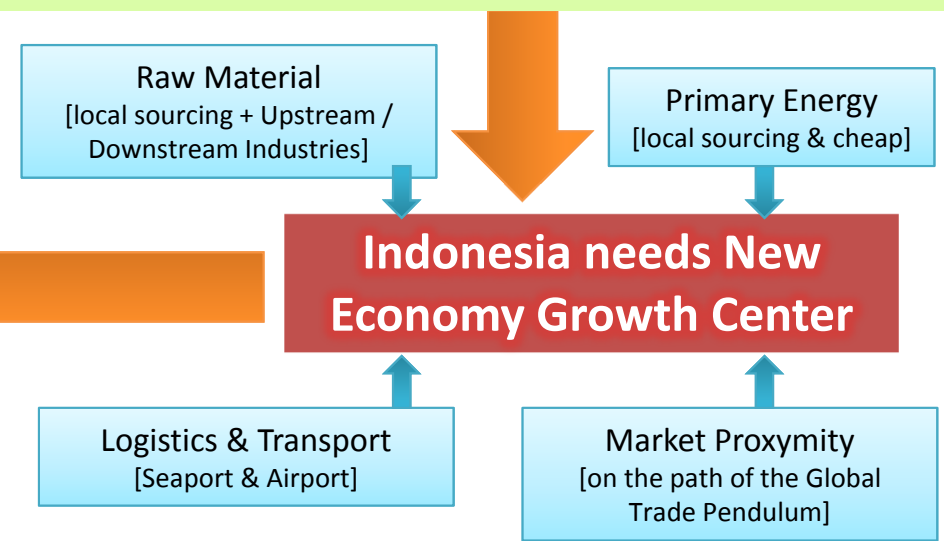 Raw Material
[local sourcing + Upstream /
Downstream Industries]
Primary Energy
[local sourcing & cheap]
Indonesia needs New
Economy Growth Center
Logistics & Transport
[Seaport & Airport]
Market Proxymity
[on the path of the Global
Trade Pendulum]